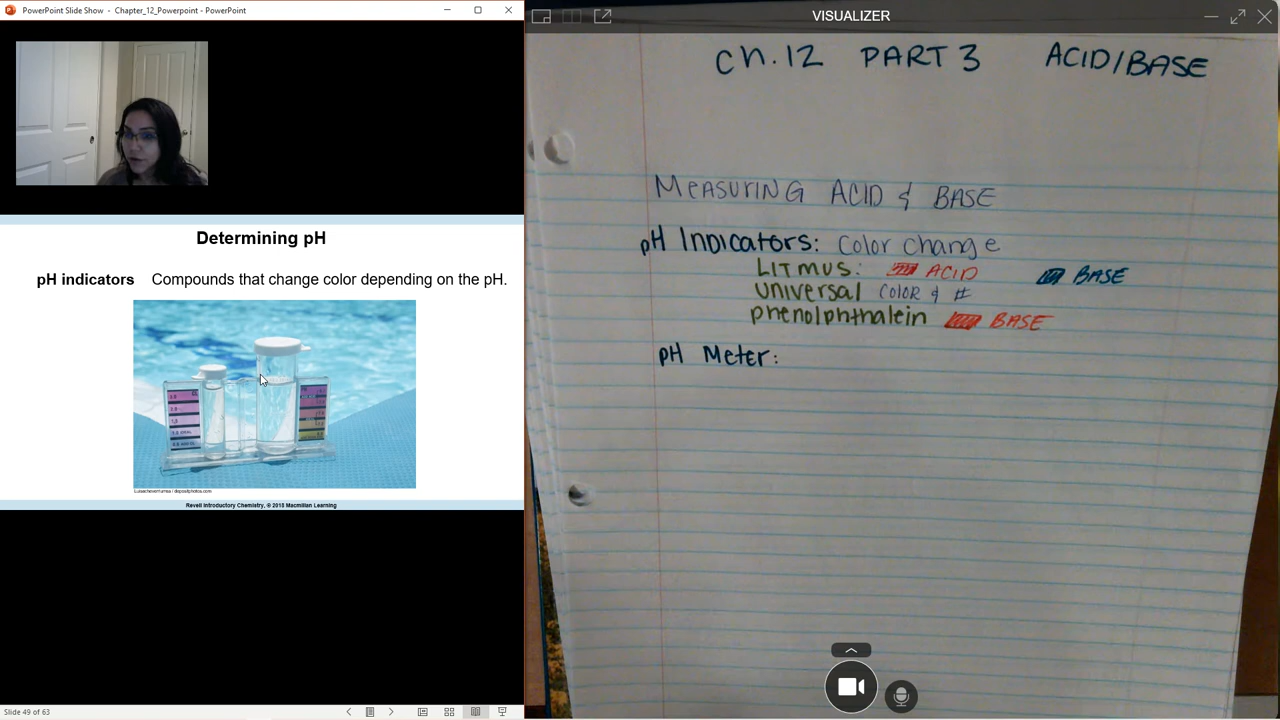 PowerPoint Slide Show - Chapter_12_Powerpoint - PowerPoint
Determining pH
pH indicators Compounds that change color depending on the pH.
Revell Introductory Chemistry, © 2018 Macmillan Learning
Slide 49 of 63
VISUALIZER
Ch.12 PART 3 ACID/BASE
MEASURING ACID & BASE
pH Indicators: Color Change
LITMUS: ACID BASE
Universal COLOR & #
phenolphthalein BASE
pH Meter: